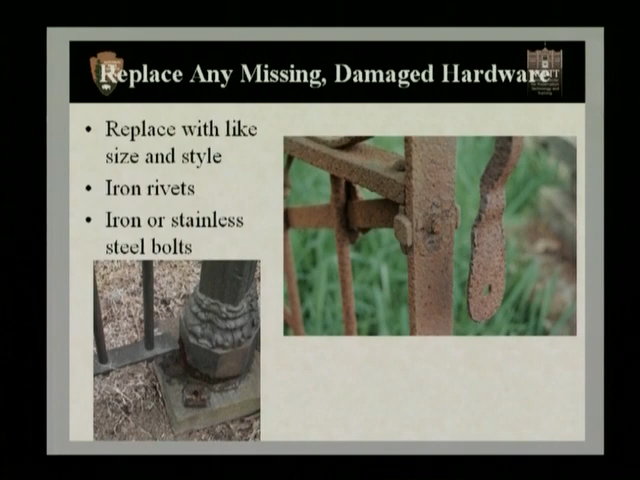 Replace Any Missing, Damaged Hardware
• Replace with like
size and style
• Iron rivets
• Iron or stainless
steel bolts